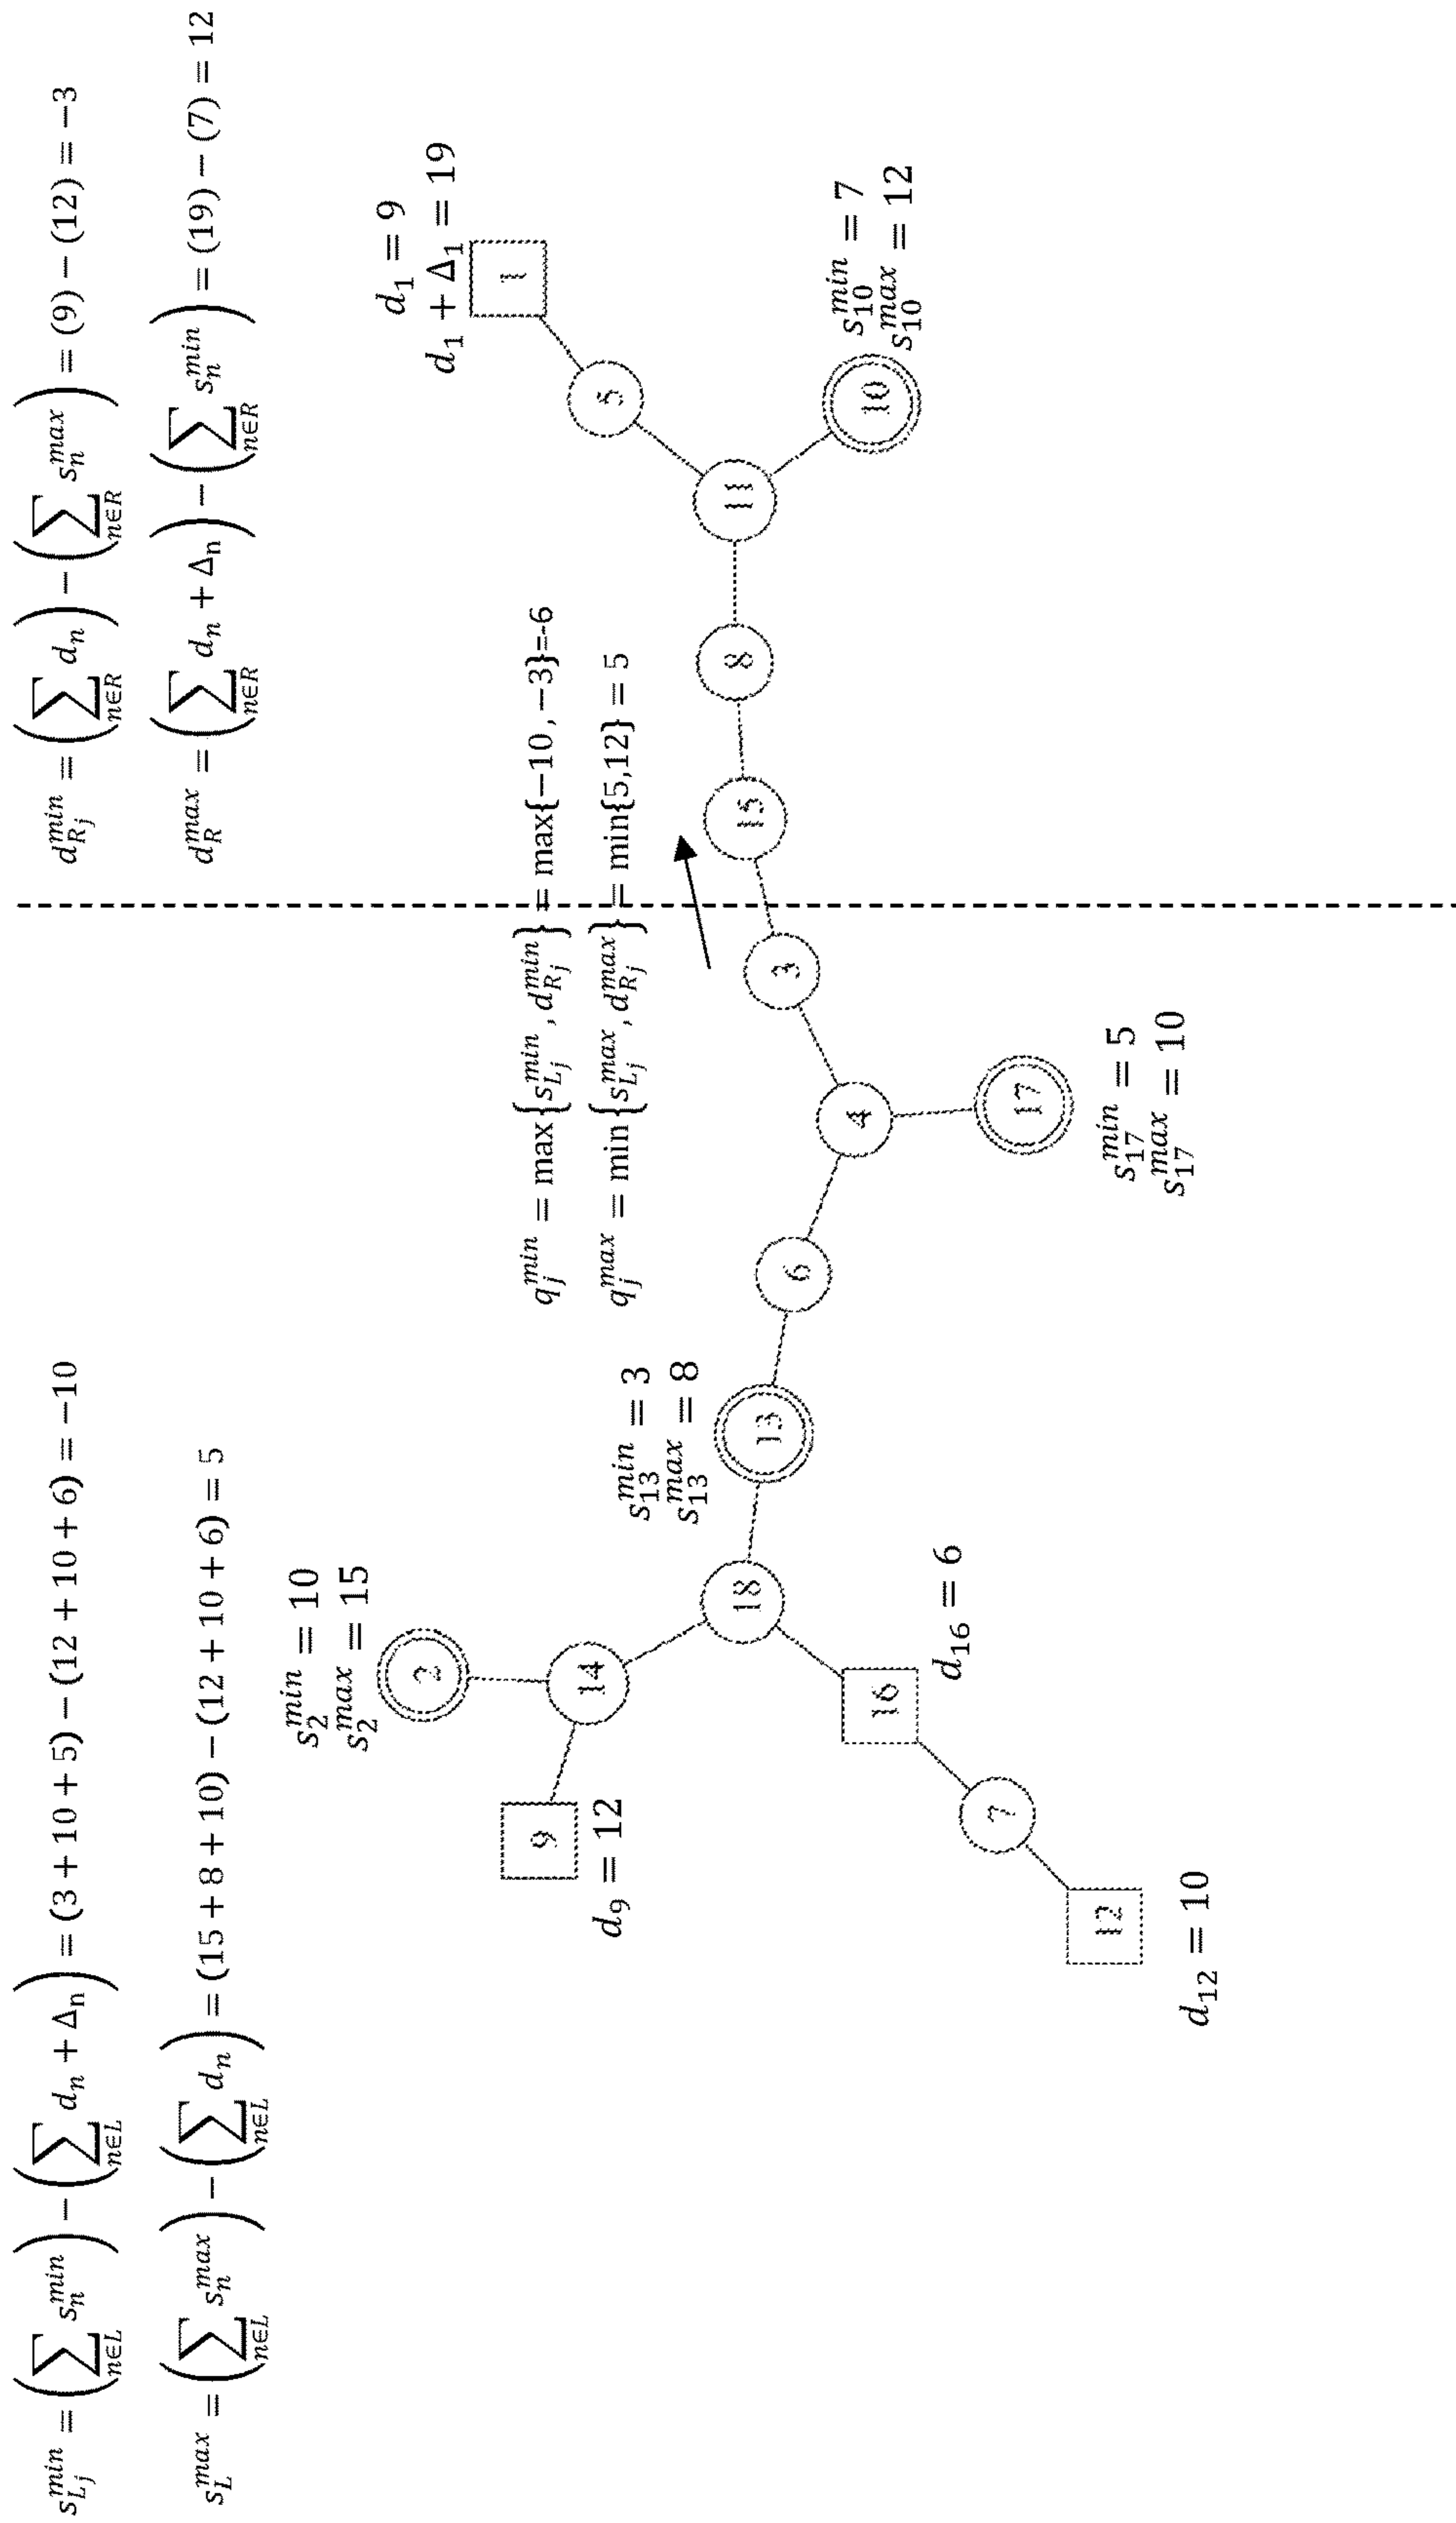 s_{L_j}^{min} = (∑_{n∈L} s_n^{min}) − (∑_{n∈L} d_n + Δ_n) = (3 + 10 + 5) − (12 + 10 + 6) = −10
s_L^{max} = (∑_{n∈L} s_n^{max}) − (∑_{n∈L} d_n) = (15 + 8 + 10) − (12 + 10 + 6) = 5
d_{R_j}^{min} = (∑_{n∈R} d_n) − (∑_{n∈R} s_n^{max}) = (9) − (12) = −3
d_R^{max} = (∑_{n∈R} d_n + Δ_n) − (∑_{n∈R} s_n^{min}) = (19) − (7) = 12
q_j^{min} = max{s_{L_j}^{min}, d_{R_j}^{min}} = max{−10, −3}=-6
q_j^{max} = min{s_{L_j}^{max}, d_{R_j}^{max}} = min{5,12} = 5
s_2^{min} = 10
s_2^{max} = 15
2
9
d_9 = 12
14
18
16
d_{16} = 6
7
12
d_{12} = 10
s_{13}^{min} = 3
s_{13}^{max} = 8
13
6
4
17
s_{17}^{min} = 5
s_{17}^{max} = 10
3
15
8
11
5
d_1 = 9
d_1 + Δ_1 = 19
1
10
s_{10}^{min} = 7
s_{10}^{max} = 12